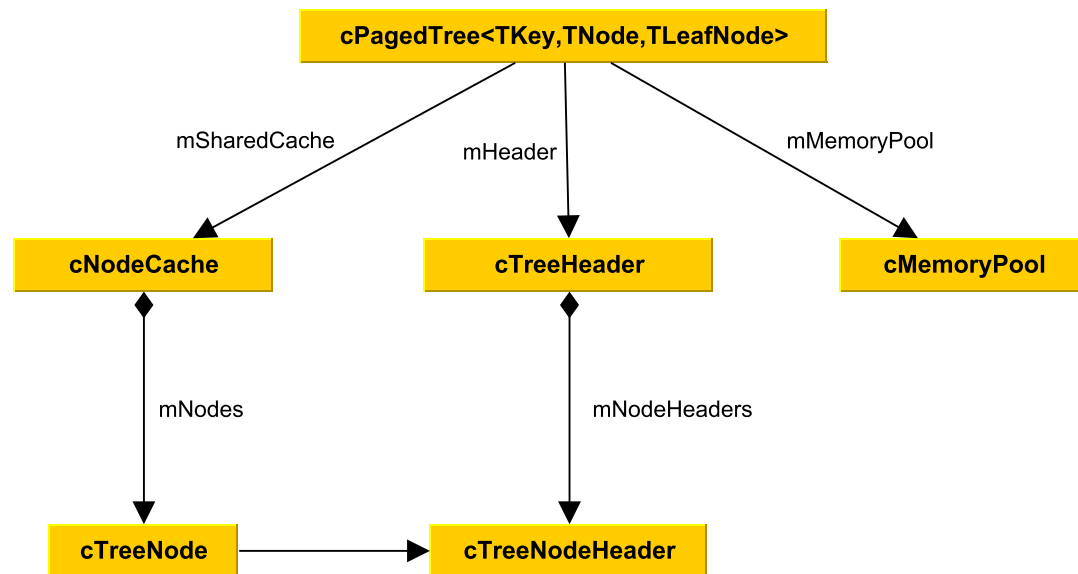 cPagedTree<TKey,TNode,TLeafNode>
mSharedCache
mHeader
mMemoryPool
cNodeCache
cTreeHeader
cMemoryPool
mNodes
mNodeHeaders
cTreeNode
cTreeNodeHeader